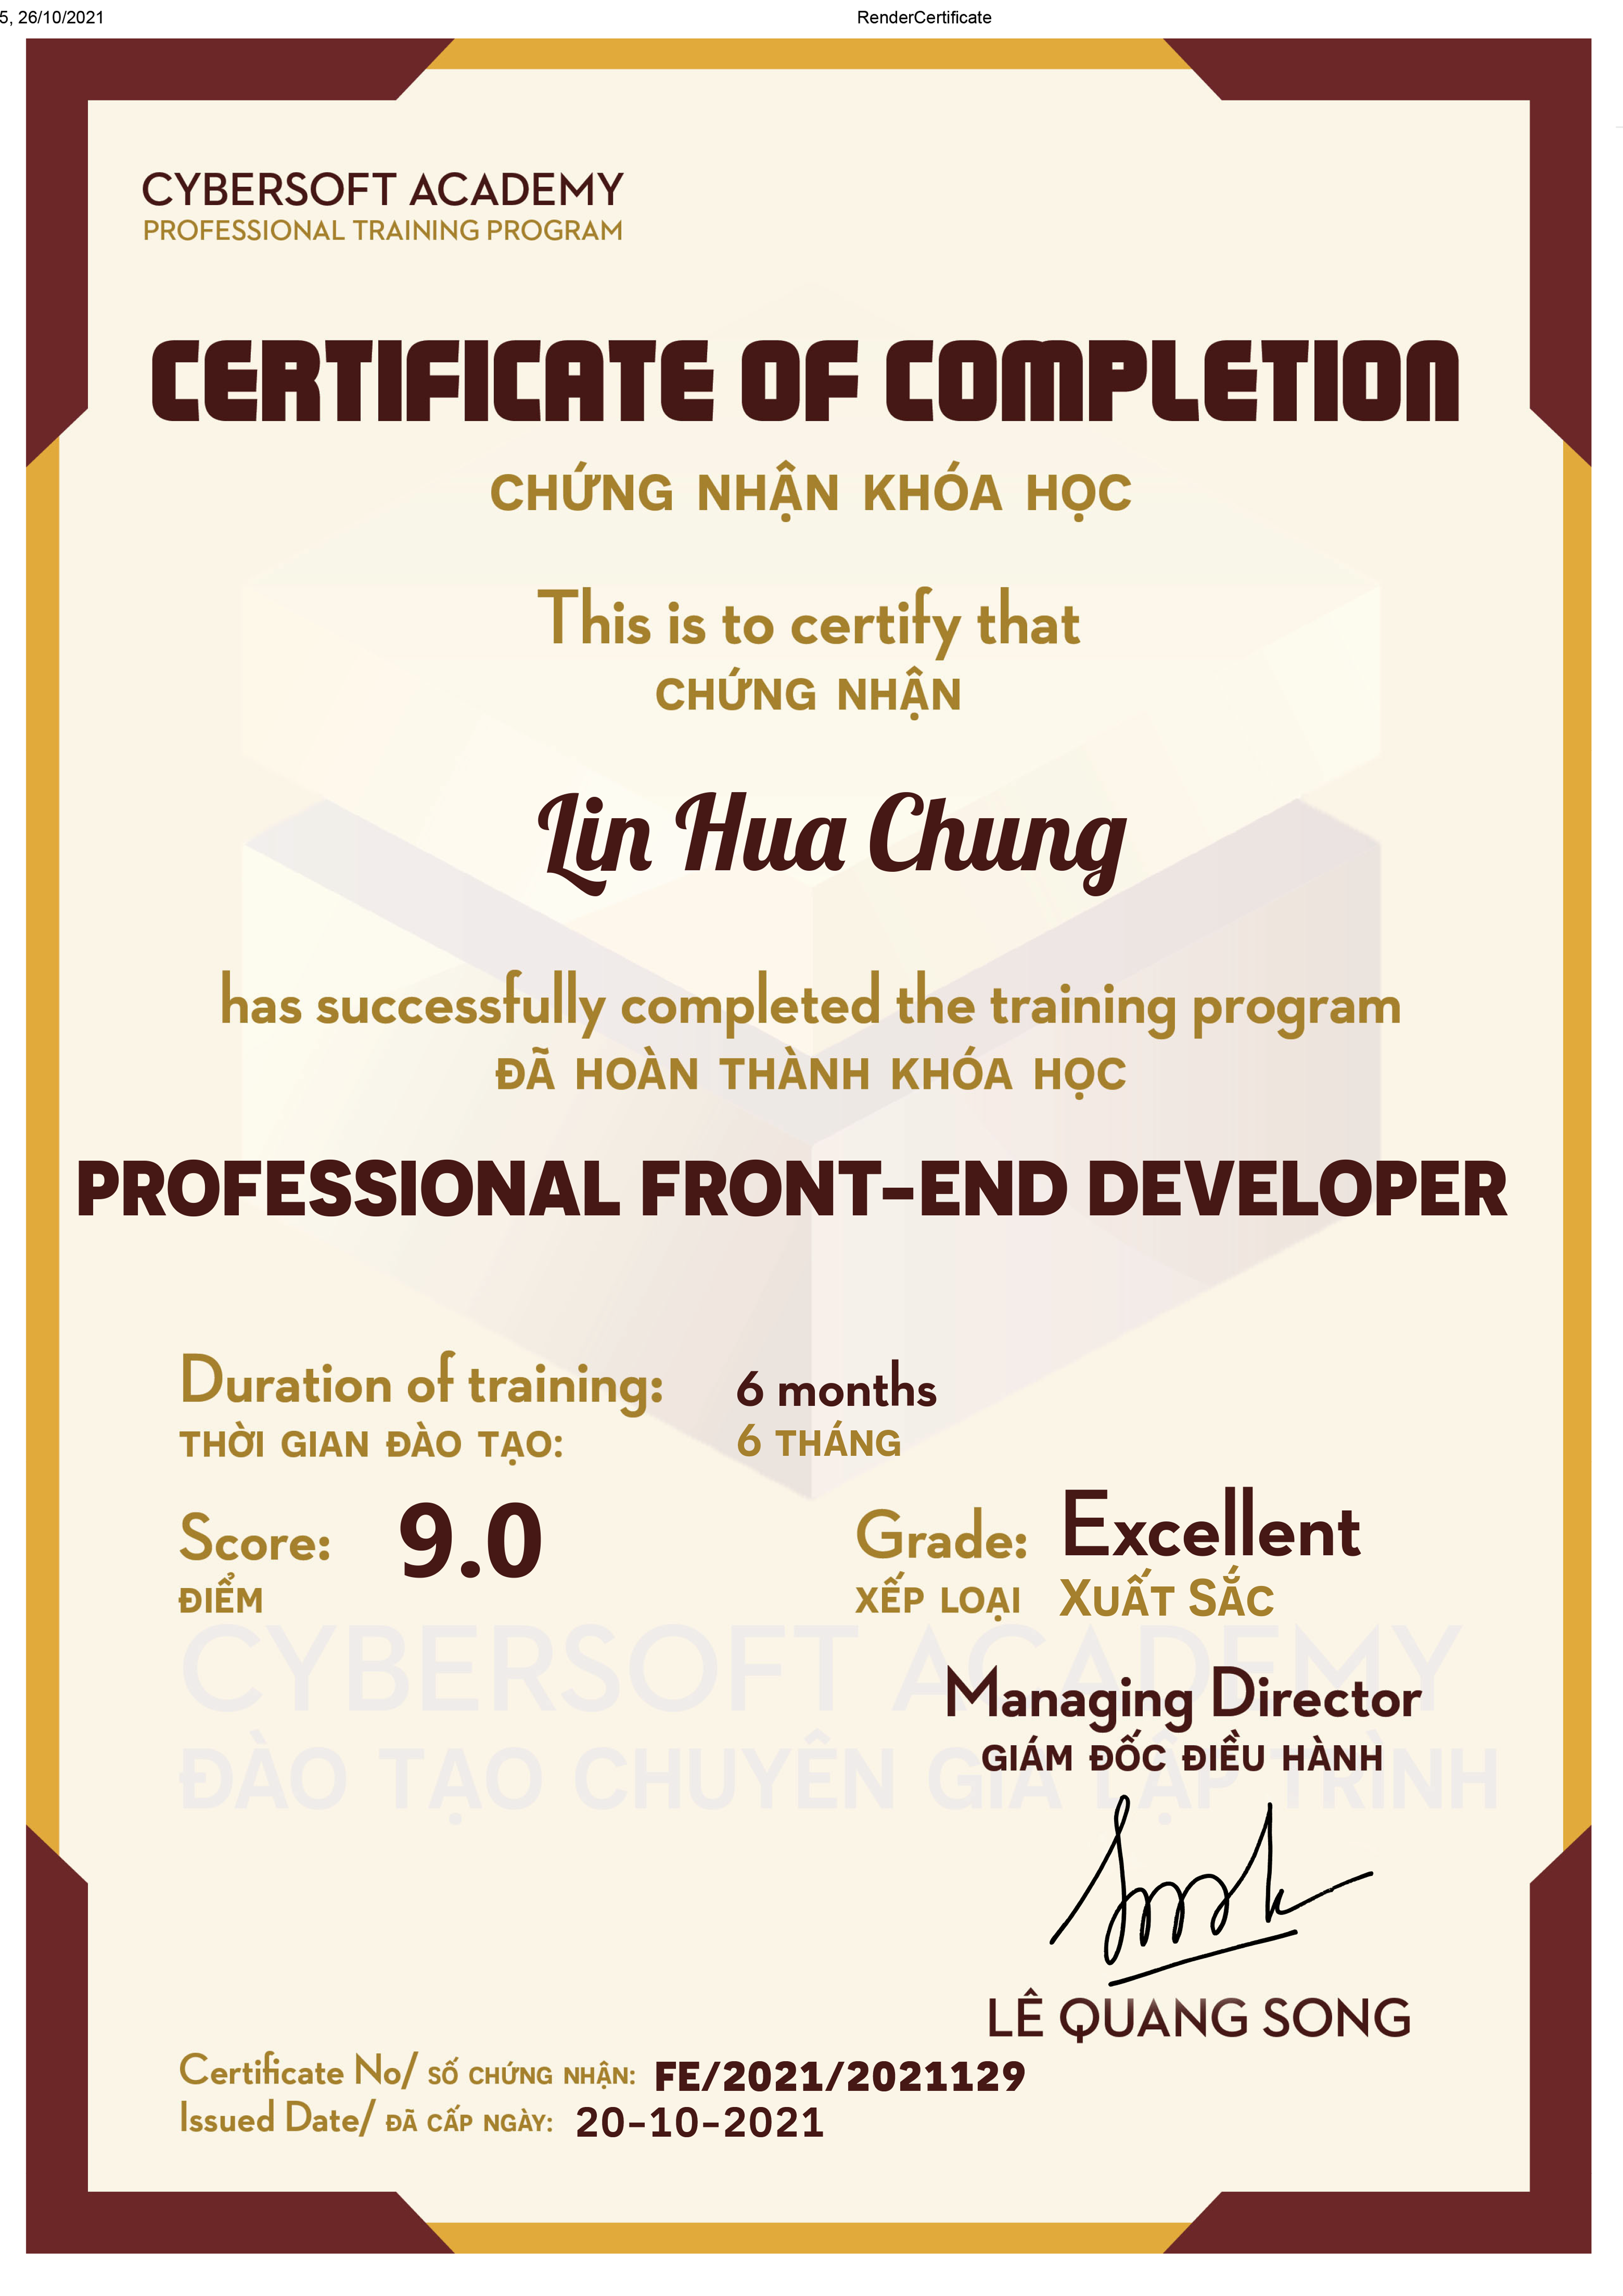 5, 26/10/2021
RenderCertificate
CYBERSOFT ACADEMY
PROFESSIONAL TRAINING PROGRAM
CERTIFICATE OF COMPLETION
CHỨNG NHẬN KHÓA HỌC
This is to certify that
CHỨNG NHẬN
Lin Hua Chung
has successfully completed the training program
ĐÃ HOÀN THÀNH KHÓA HỌC
PROFESSIONAL FRONT-END DEVELOPER
Duration of training: 6 months
THỜI GIAN ĐÀO TẠO: 6 THÁNG
Score: 9.0 Grade: Excellent
ĐIỂM XẾP LOẠI XUẤT SẮC
CYBERSOFT ACADEMY
Managing Director
ĐÀO TẠO CHUYÊN GIA LẬP TRÌNH
GIÁM ĐỐC ĐIỀU HÀNH
LÊ QUANG SONG
Certificate No/ SỐ CHỨNG NHẬN: FE/2021/2021129
Issued Date/ ĐÃ CẤP NGÀY: 20-10-2021